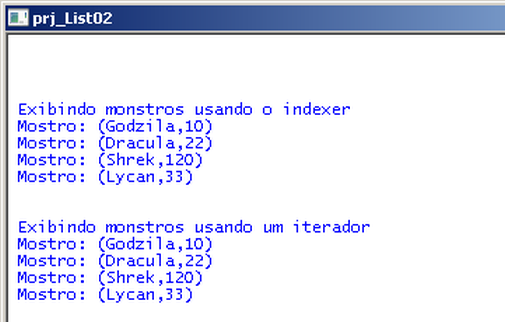 prj_List02
Exibindo monstros usando o indexer
Mostro: (Godzila,10)
Mostro: (Dracula,22)
Mostro: (Shrek,120)
Mostro: (Lycan,33)
Exibindo monstros usando um iterador
Mostro: (Godzila,10)
Mostro: (Dracula,22)
Mostro: (Shrek,120)
Mostro: (Lycan,33)